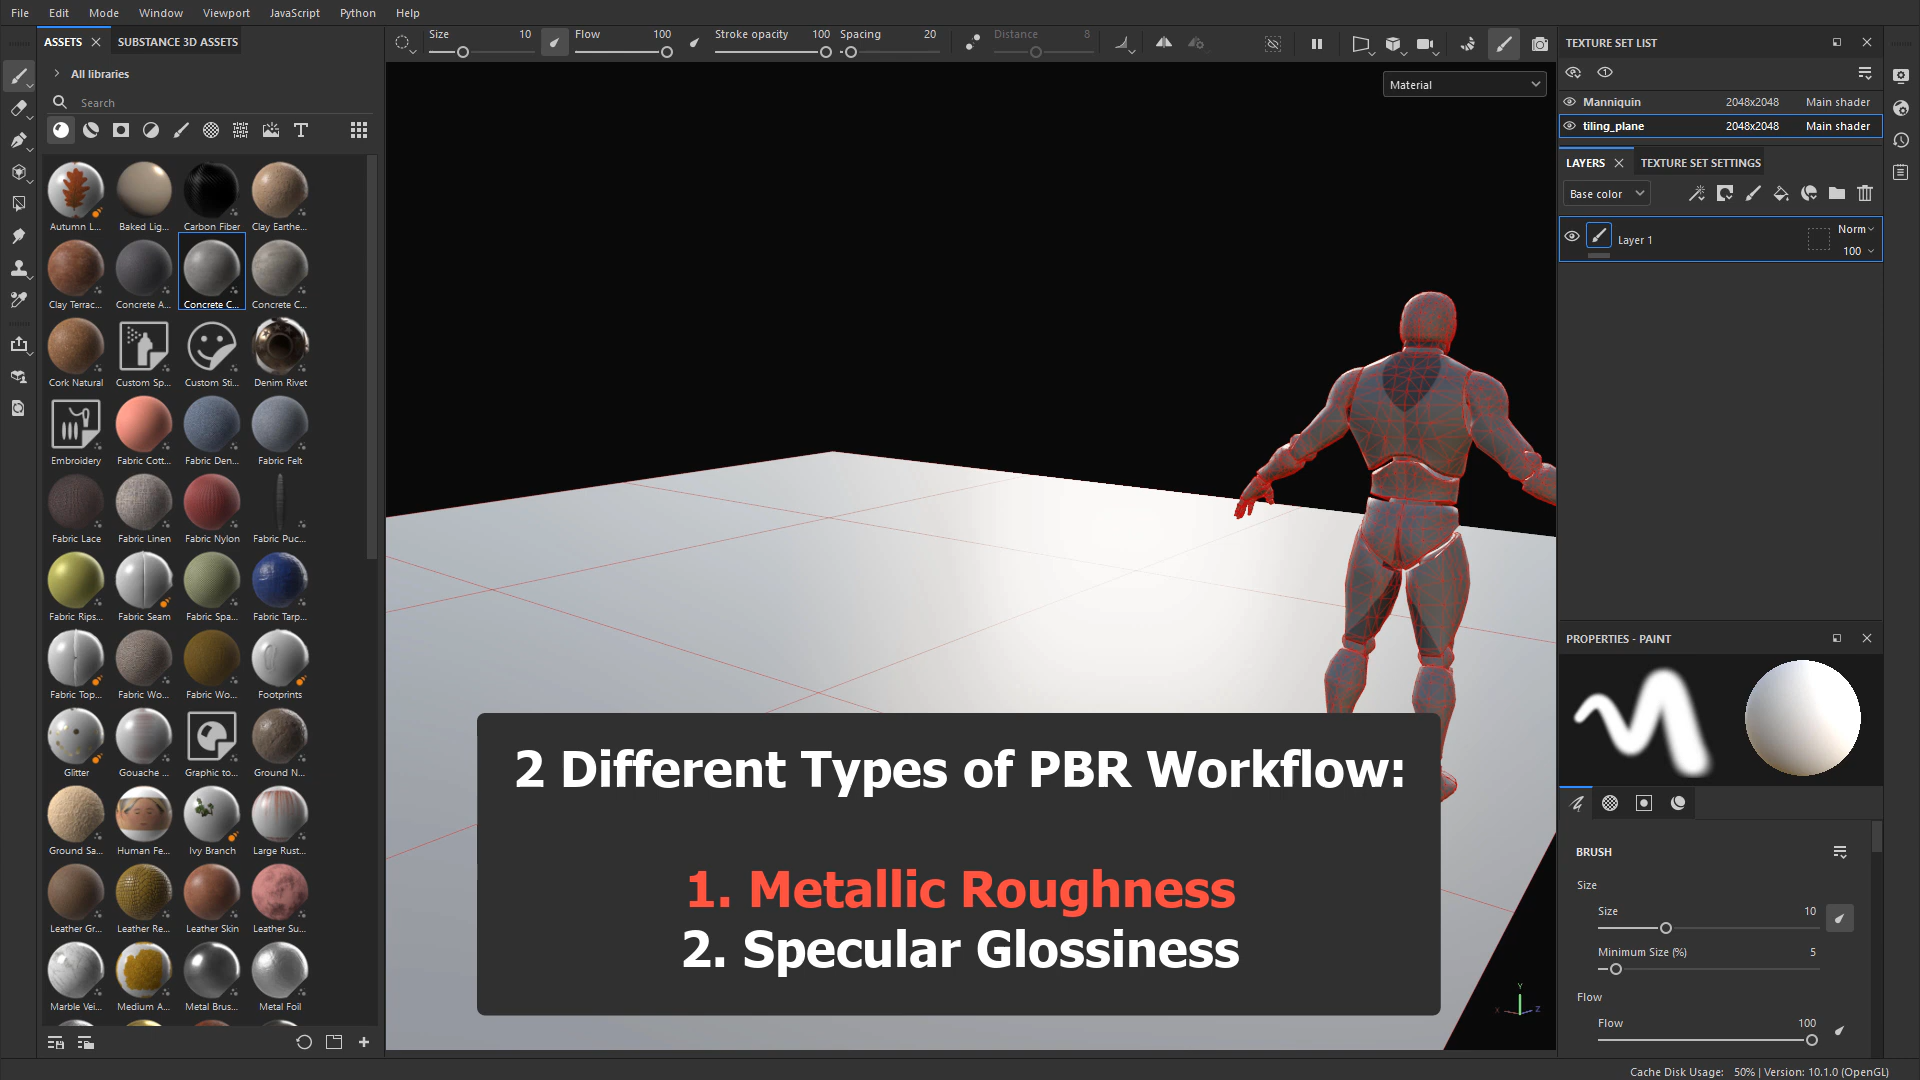 File Edit Mode Window Viewport JavaScript Python Help
ASSETS SUBSTANCE 3D ASSETS
Size 10 Flow 100 Stroke opacity 100 Spacing 20 Distance 8
All libraries
Search
Material
Autumn L... Baked Lig... Carbon Fiber Clay Earthe...
Clay Terrac... Concrete A... Concrete C... Concrete C...
Cork Natural Custom Sp... Custom Sti... Denim Rivet
Embroidery Fabric Cott... Fabric Den... Fabric Felt
Fabric Lace Fabric Linen Fabric Nylon Fabric Puc...
Fabric Rips... Fabric Seam Fabric Spa... Fabric Tarp...
Fabric Top... Fabric Wo... Fabric Wo... Footprints
Glitter Gouache ... Graphic to... Ground N...
Ground Sa... Human Fe... Ivy Branch Large Rust...
Leather Gr... Leather Re... Leather Skin Leather Su...
Marble Vei... Medium A... Metal Brus... Metal Foil
2 Different Types of PBR Workflow:
1. Metallic Roughness
2. Specular Glossiness
Y
X Z
TEXTURE SET LIST
Manniquin 2048x2048 Main shader
tiling_plane 2048x2048 Main shader
LAYERS TEXTURE SET SETTINGS
Base color
Layer 1 Norm
100
PROPERTIES - PAINT
BRUSH
Size
Size 10
Minimum Size (%) 5
Flow
Flow 100
Cache Disk Usage: 50% | Version: 10.1.0 (OpenGL)